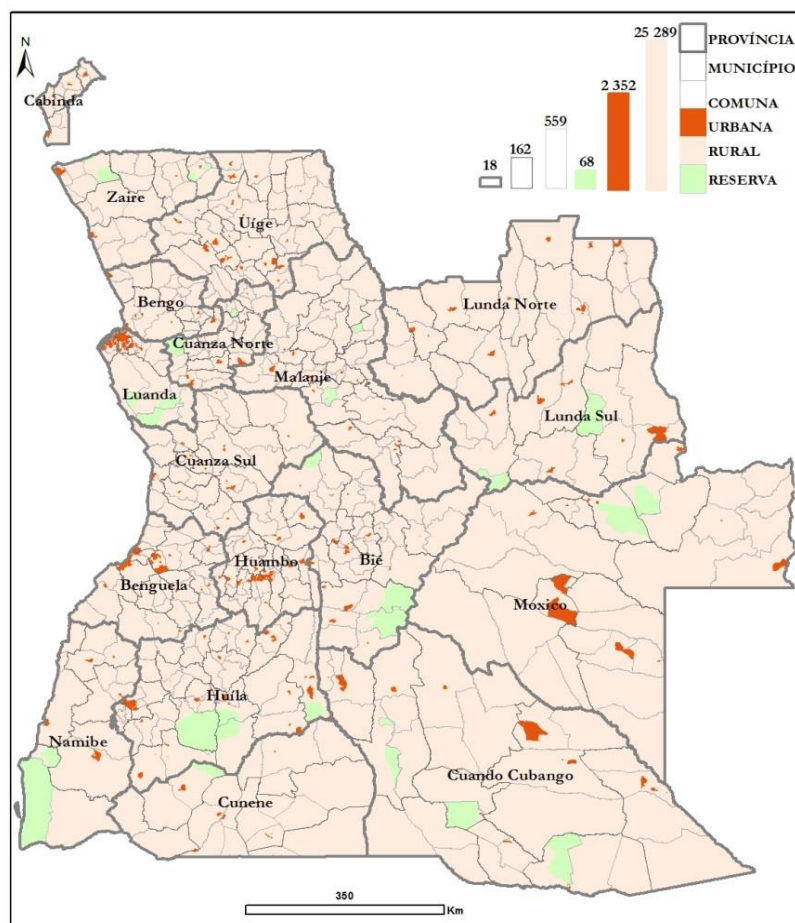 25 289
PROVÍNCIA
MUNICÍPIO
2 352
COMUNA
559
URBANA
162
RURAL
68
18
RESERVA
N
Cabinda
Zaire
Uíge
Bengo
Lunda Norte
Cuanza Norte
Malanje
Luanda
Lunda Sul
Cuanza Sul
Huambo
Bié
Benguela
Moxico
Huíla
Namibe
Cuando Cubango
Cunene
350
Km